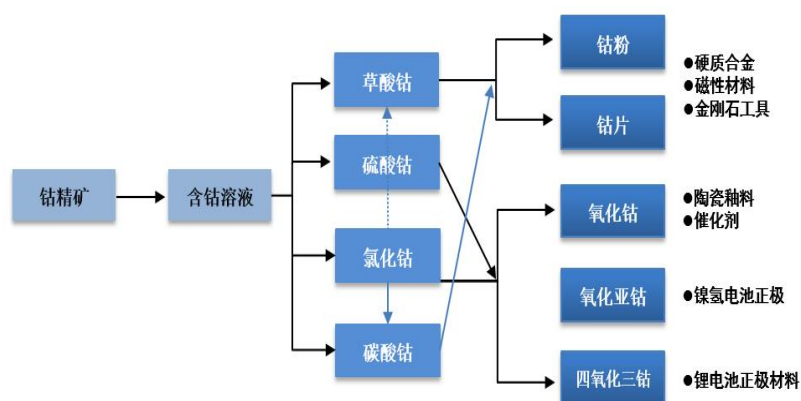 钴精矿
含钴溶液
草酸钴
硫酸钴
氯化钴
碳酸钴
钴粉
钴片
●硬质合金
●磁性材料
●金刚石工具
氧化钴
●陶瓷釉料
●催化剂
氧化亚钴
●镍氢电池正极
四氧化三钴
●锂电池正极材料